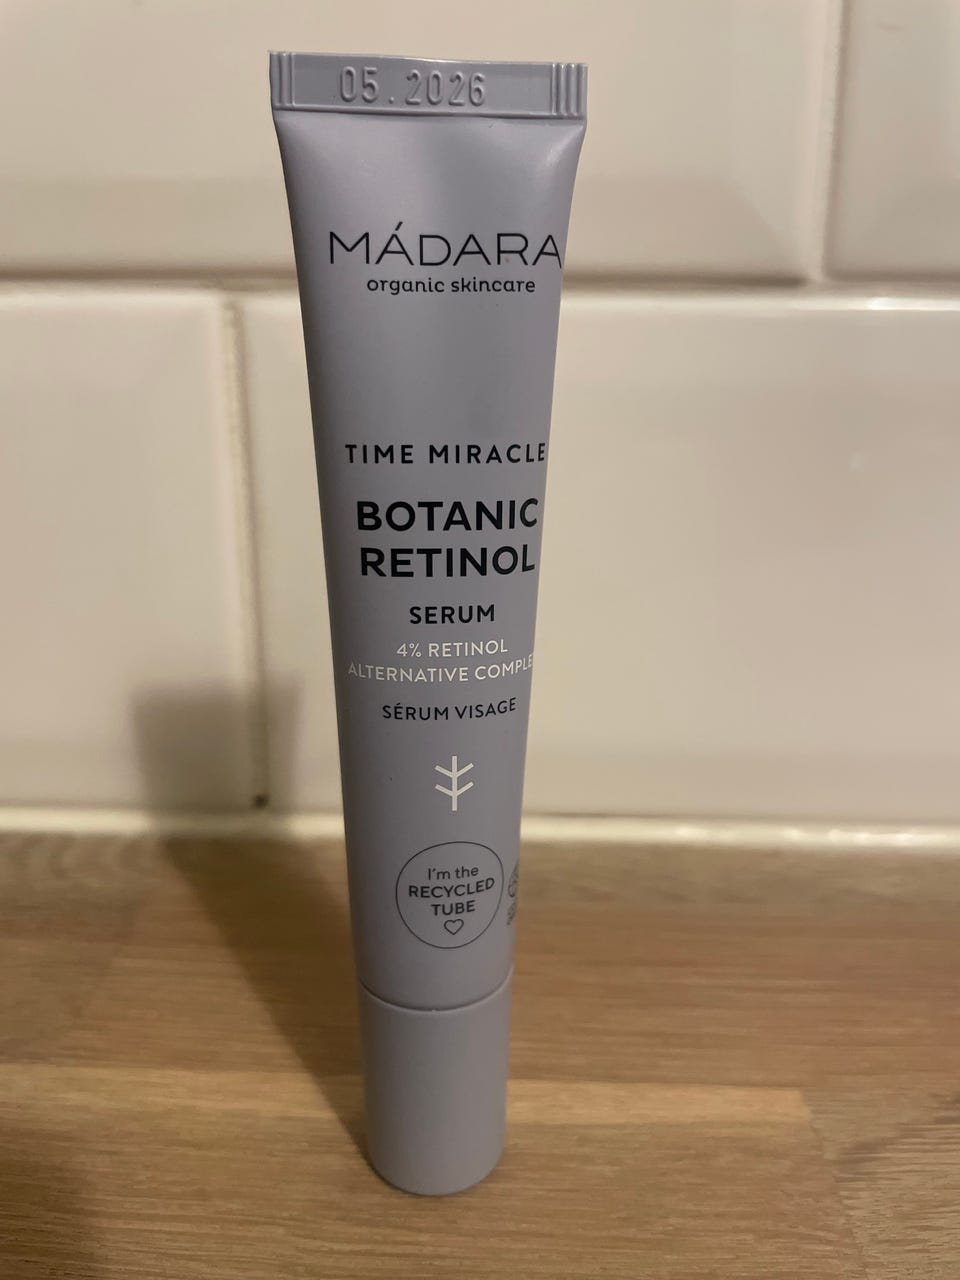 05.2026
MÁDARA
organic skincare
TIME MIRACLE
BOTANIC
RETINOL
SERUM
4% RETINOL
ALTERNATIVE COMPLE
SÉRUM VISAGE
I'm the
RECYCLED
TUBE